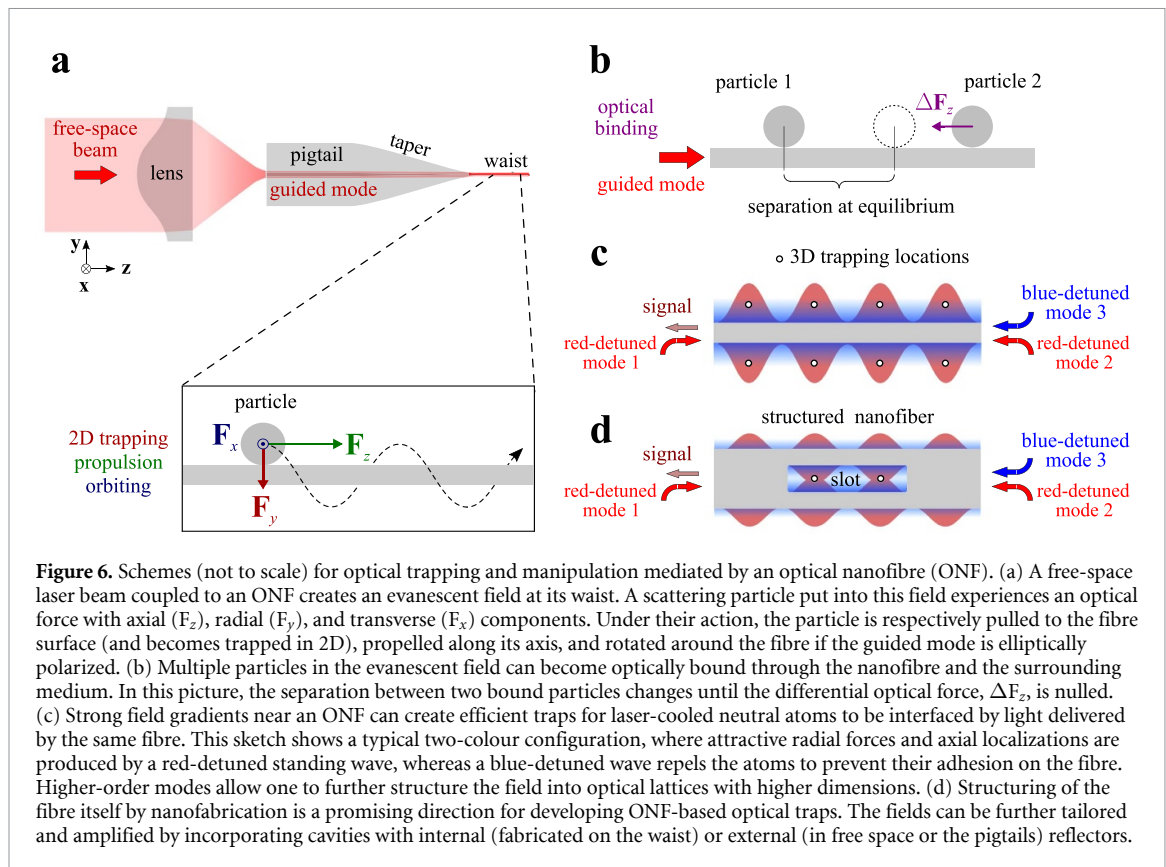 a
free-space
beam
lens
pigtail
taper
guided mode
waist
y
z
x
particle
F_x
F_z
F_y
2D trapping
propulsion
orbiting
b
particle 1
particle 2
optical
binding
ΔF_z
guided mode
separation at equilibrium
c
3D trapping locations
signal
red-detuned
mode 1
blue-detuned
mode 3
red-detuned
mode 2
d
structured nanofiber
signal
red-detuned
mode 1
slot
blue-detuned
mode 3
red-detuned
mode 2
Figure 6. Schemes (not to scale) for optical trapping and manipulation mediated by an optical nanofibre (ONF). (a) A free-space
laser beam coupled to an ONF creates an evanescent field at its waist. A scattering particle put into this field experiences an optical
force with axial (F_z), radial (F_y), and transverse (F_x) components. Under their action, the particle is respectively pulled to the fibre
surface (and becomes trapped in 2D), propelled along its axis, and rotated around the fibre if the guided mode is elliptically
polarized. (b) Multiple particles in the evanescent field can become optically bound through the nanofibre and the surrounding
medium. In this picture, the separation between two bound particles changes until the differential optical force, ΔF_z, is nulled.
(c) Strong field gradients near an ONF can create efficient traps for laser-cooled neutral atoms to be interfaced by light delivered
by the same fibre. This sketch shows a typical two-colour configuration, where attractive radial forces and axial localizations are
produced by a red-detuned standing wave, whereas a blue-detuned wave repels the atoms to prevent their adhesion on the fibre.
Higher-order modes allow one to further structure the field into optical lattices with higher dimensions. (d) Structuring of the
fibre itself by nanofabrication is a promising direction for developing ONF-based optical traps. The fields can be further tailored
and amplified by incorporating cavities with internal (fabricated on the waist) or external (in free space or the pigtails) reflectors.